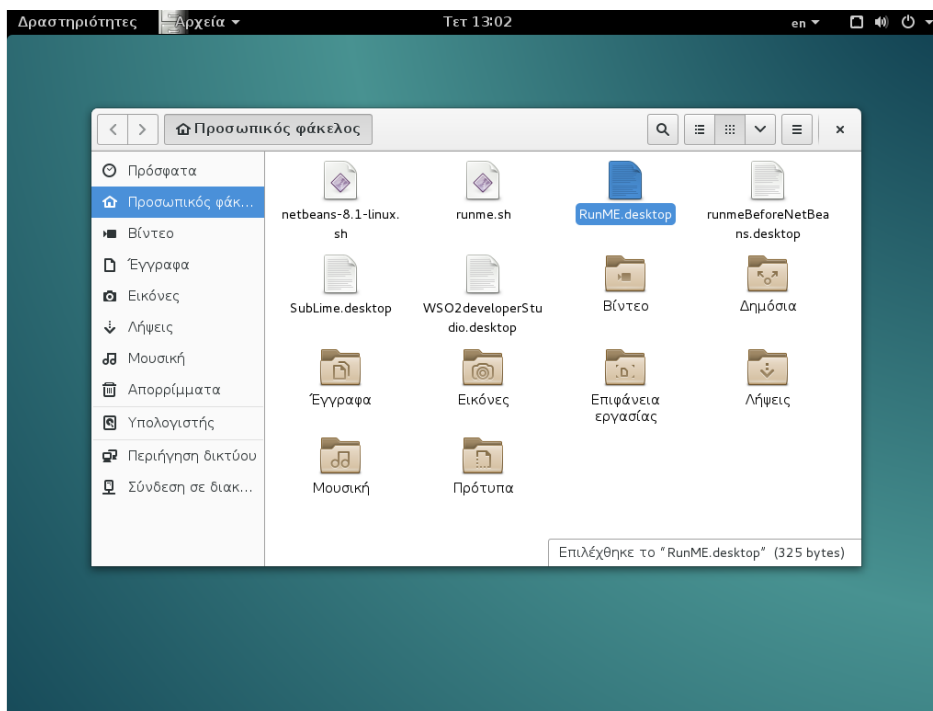 Δραστηριότητες Αρχεία Τετ 13:02 en
Προσωπικός φάκελος
Πρόσφατα
Προσωπικός φάκ...
Βίντεο
Έγγραφα
Εικόνες
Λήψεις
Μουσική
Απορρίμματα
Υπολογιστής
Περιήγηση δικτύου
Σύνδεση σε διακ...
netbeans-8.1-linux.
sh
runme.sh
RunME.desktop
runmeBeforeNetBea
ns.desktop
SubLime.desktop
WSO2developerStu
dio.desktop
Βίντεο
Δημόσια
Έγγραφα
Εικόνες
Επιφάνεια
εργασίας
Λήψεις
Μουσική
Πρότυπα
Επιλέχθηκε το “RunME.desktop” (325 bytes)